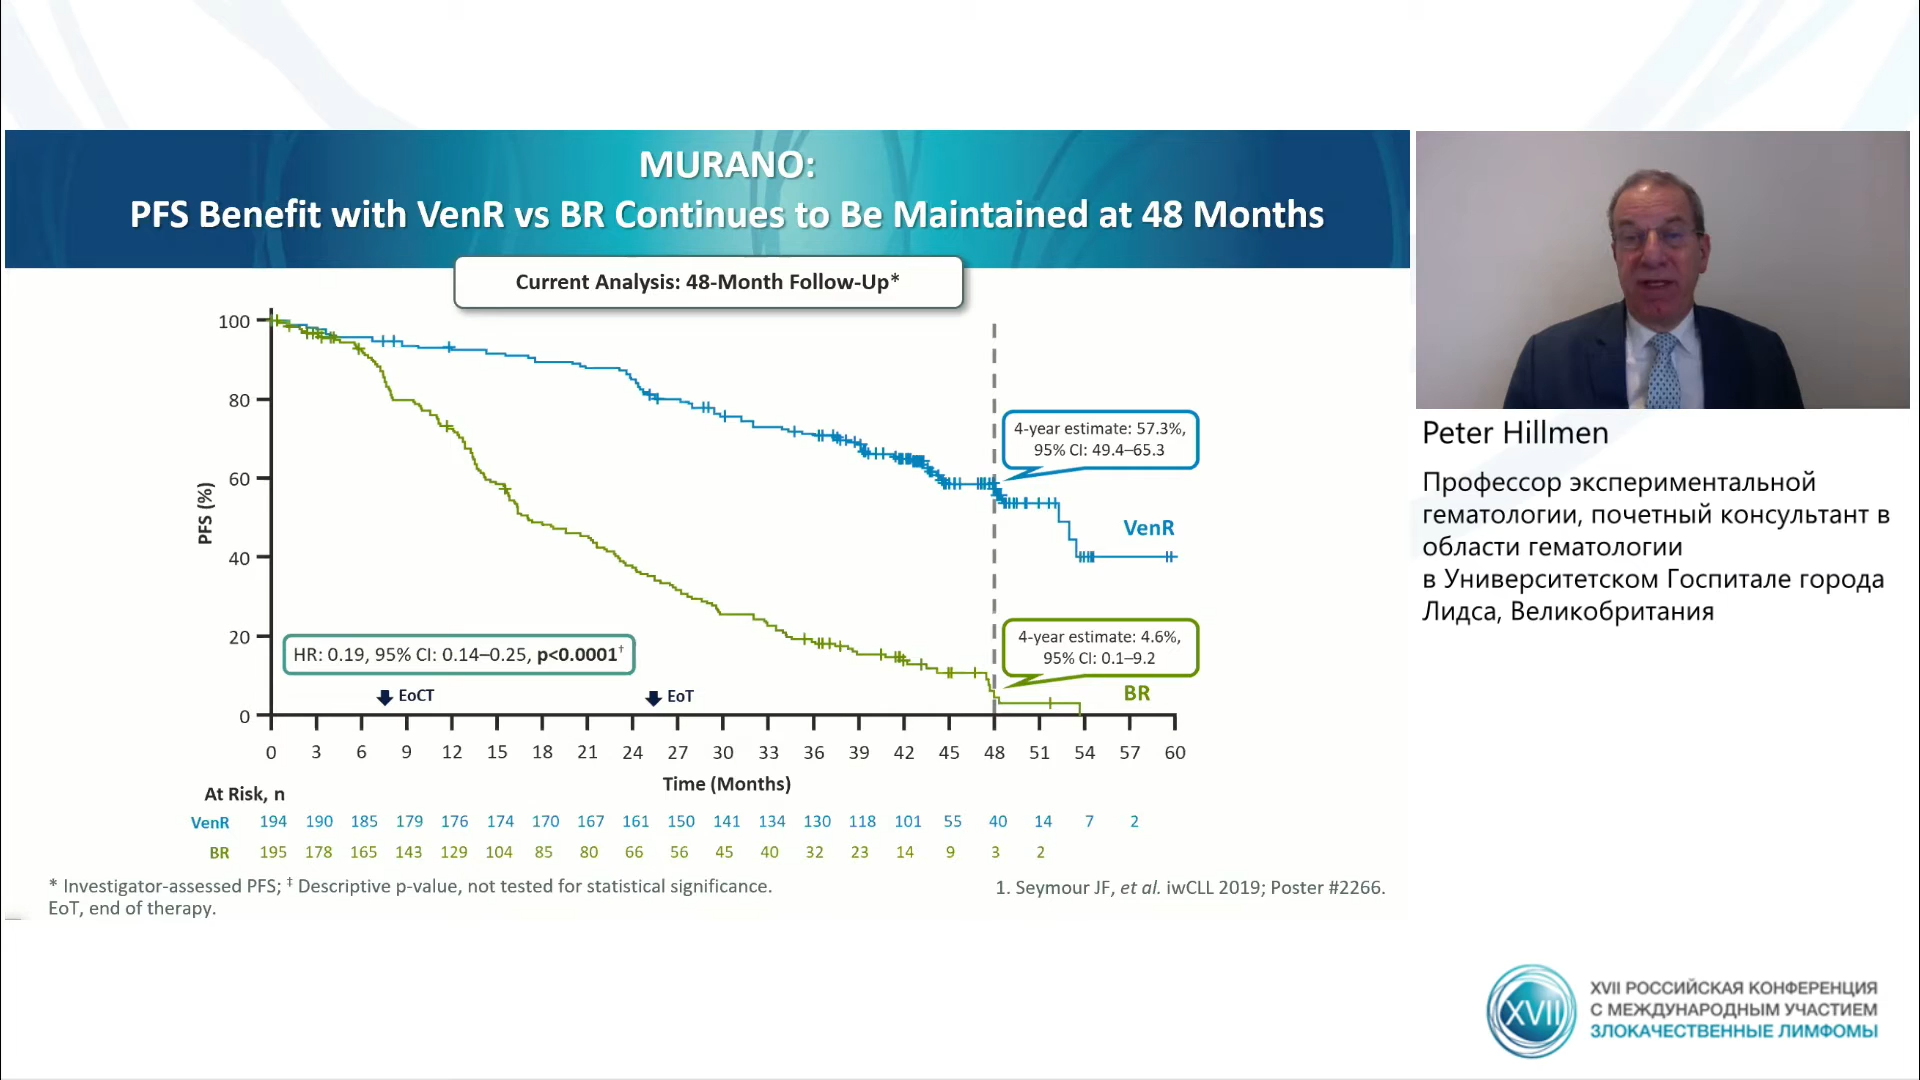 MURANO:
PFS Benefit with VenR vs BR Continues to Be Maintained at 48 Months
Current Analysis: 48-Month Follow-Up*
PFS (%)
100
80
60
40
20
0
4-year estimate: 57.3%,
95% CI: 49.4–65.3
VenR
4-year estimate: 4.6%,
95% CI: 0.1–9.2
BR
HR: 0.19, 95% CI: 0.14–0.25, p<0.0001†
EoCT
EoT
0 3 6 9 12 15 18 21 24 27 30 33 36 39 42 45 48 51 54 57 60
Time (Months)
At Risk, n
VenR 194 190 185 179 176 174 170 167 161 150 141 134 130 118 101 55 40 14 7 2
BR 195 178 165 143 129 104 85 80 66 56 45 40 32 23 14 9 3 2
* Investigator-assessed PFS; ‡ Descriptive p-value, not tested for statistical significance.
EoT, end of therapy.
1. Seymour JF, et al. iwCLL 2019; Poster #2266.
Peter Hillmen
Профессор экспериментальной
гематологии, почетный консультант в
области гематологии
в Университетском Госпитале города
Лидса, Великобритания
XVII
XVII РОССИЙСКАЯ КОНФЕРЕНЦИЯ
С МЕЖДУНАРОДНЫМ УЧАСТИЕМ
ЗЛОКАЧЕСТВЕННЫЕ ЛИМФОМЫ